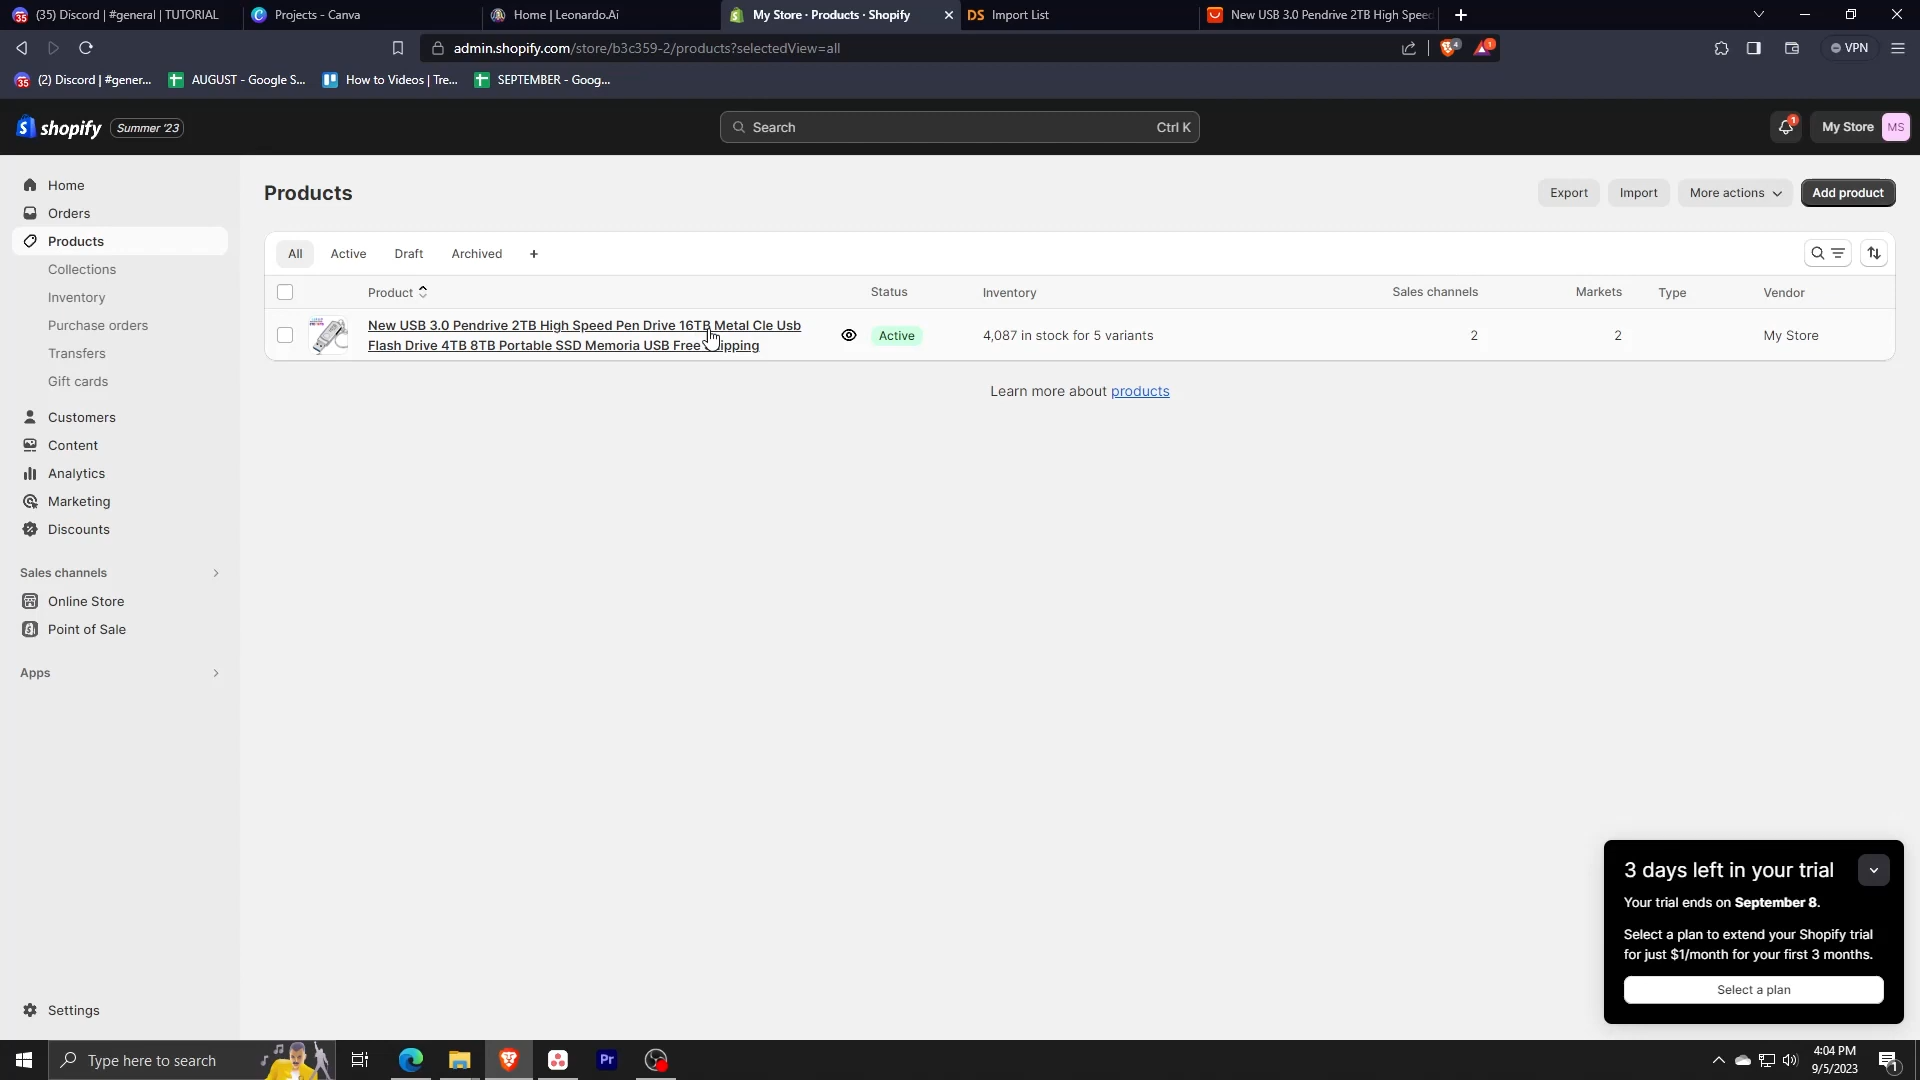 (35) Discord | #general | TUTORIAL
Projects - Canva
Home | Leonardo.Ai
My Store · Products · Shopify
DS Import List
New USB 3.0 Pendrive 2TB High Speed
admin.shopify.com/store/b3c359-2/products?selectedView=all
VPN
(2) Discord | #gener...
AUGUST - Google S...
How to Videos | Tre...
SEPTEMBER - Goog...
shopify
Summer '23
Search
Ctrl K
1
My Store
MS
Home
Orders
Products
Collections
Inventory
Purchase orders
Transfers
Gift cards
Customers
Content
Analytics
Marketing
Discounts
Sales channels
Online Store
Point of Sale
Apps
Settings
Products
Export
Import
More actions
Add product
All
Active
Draft
Archived
+
Product
Status
Inventory
Sales channels
Markets
Type
Vendor
New USB 3.0 Pendrive 2TB High Speed Pen Drive 16TB Metal Cle Usb
Flash Drive 4TB 8TB Portable SSD Memoria USB Free
Active
4,087 in stock for 5 variants
2
2
My Store
Learn more about products
3 days left in your trial
Your trial ends on September 8.
Select a plan to extend your Shopify trial
for just $1/month for your first 3 months.
Select a plan
Type here to search
Pr
4:04 PM
9/5/2023
1